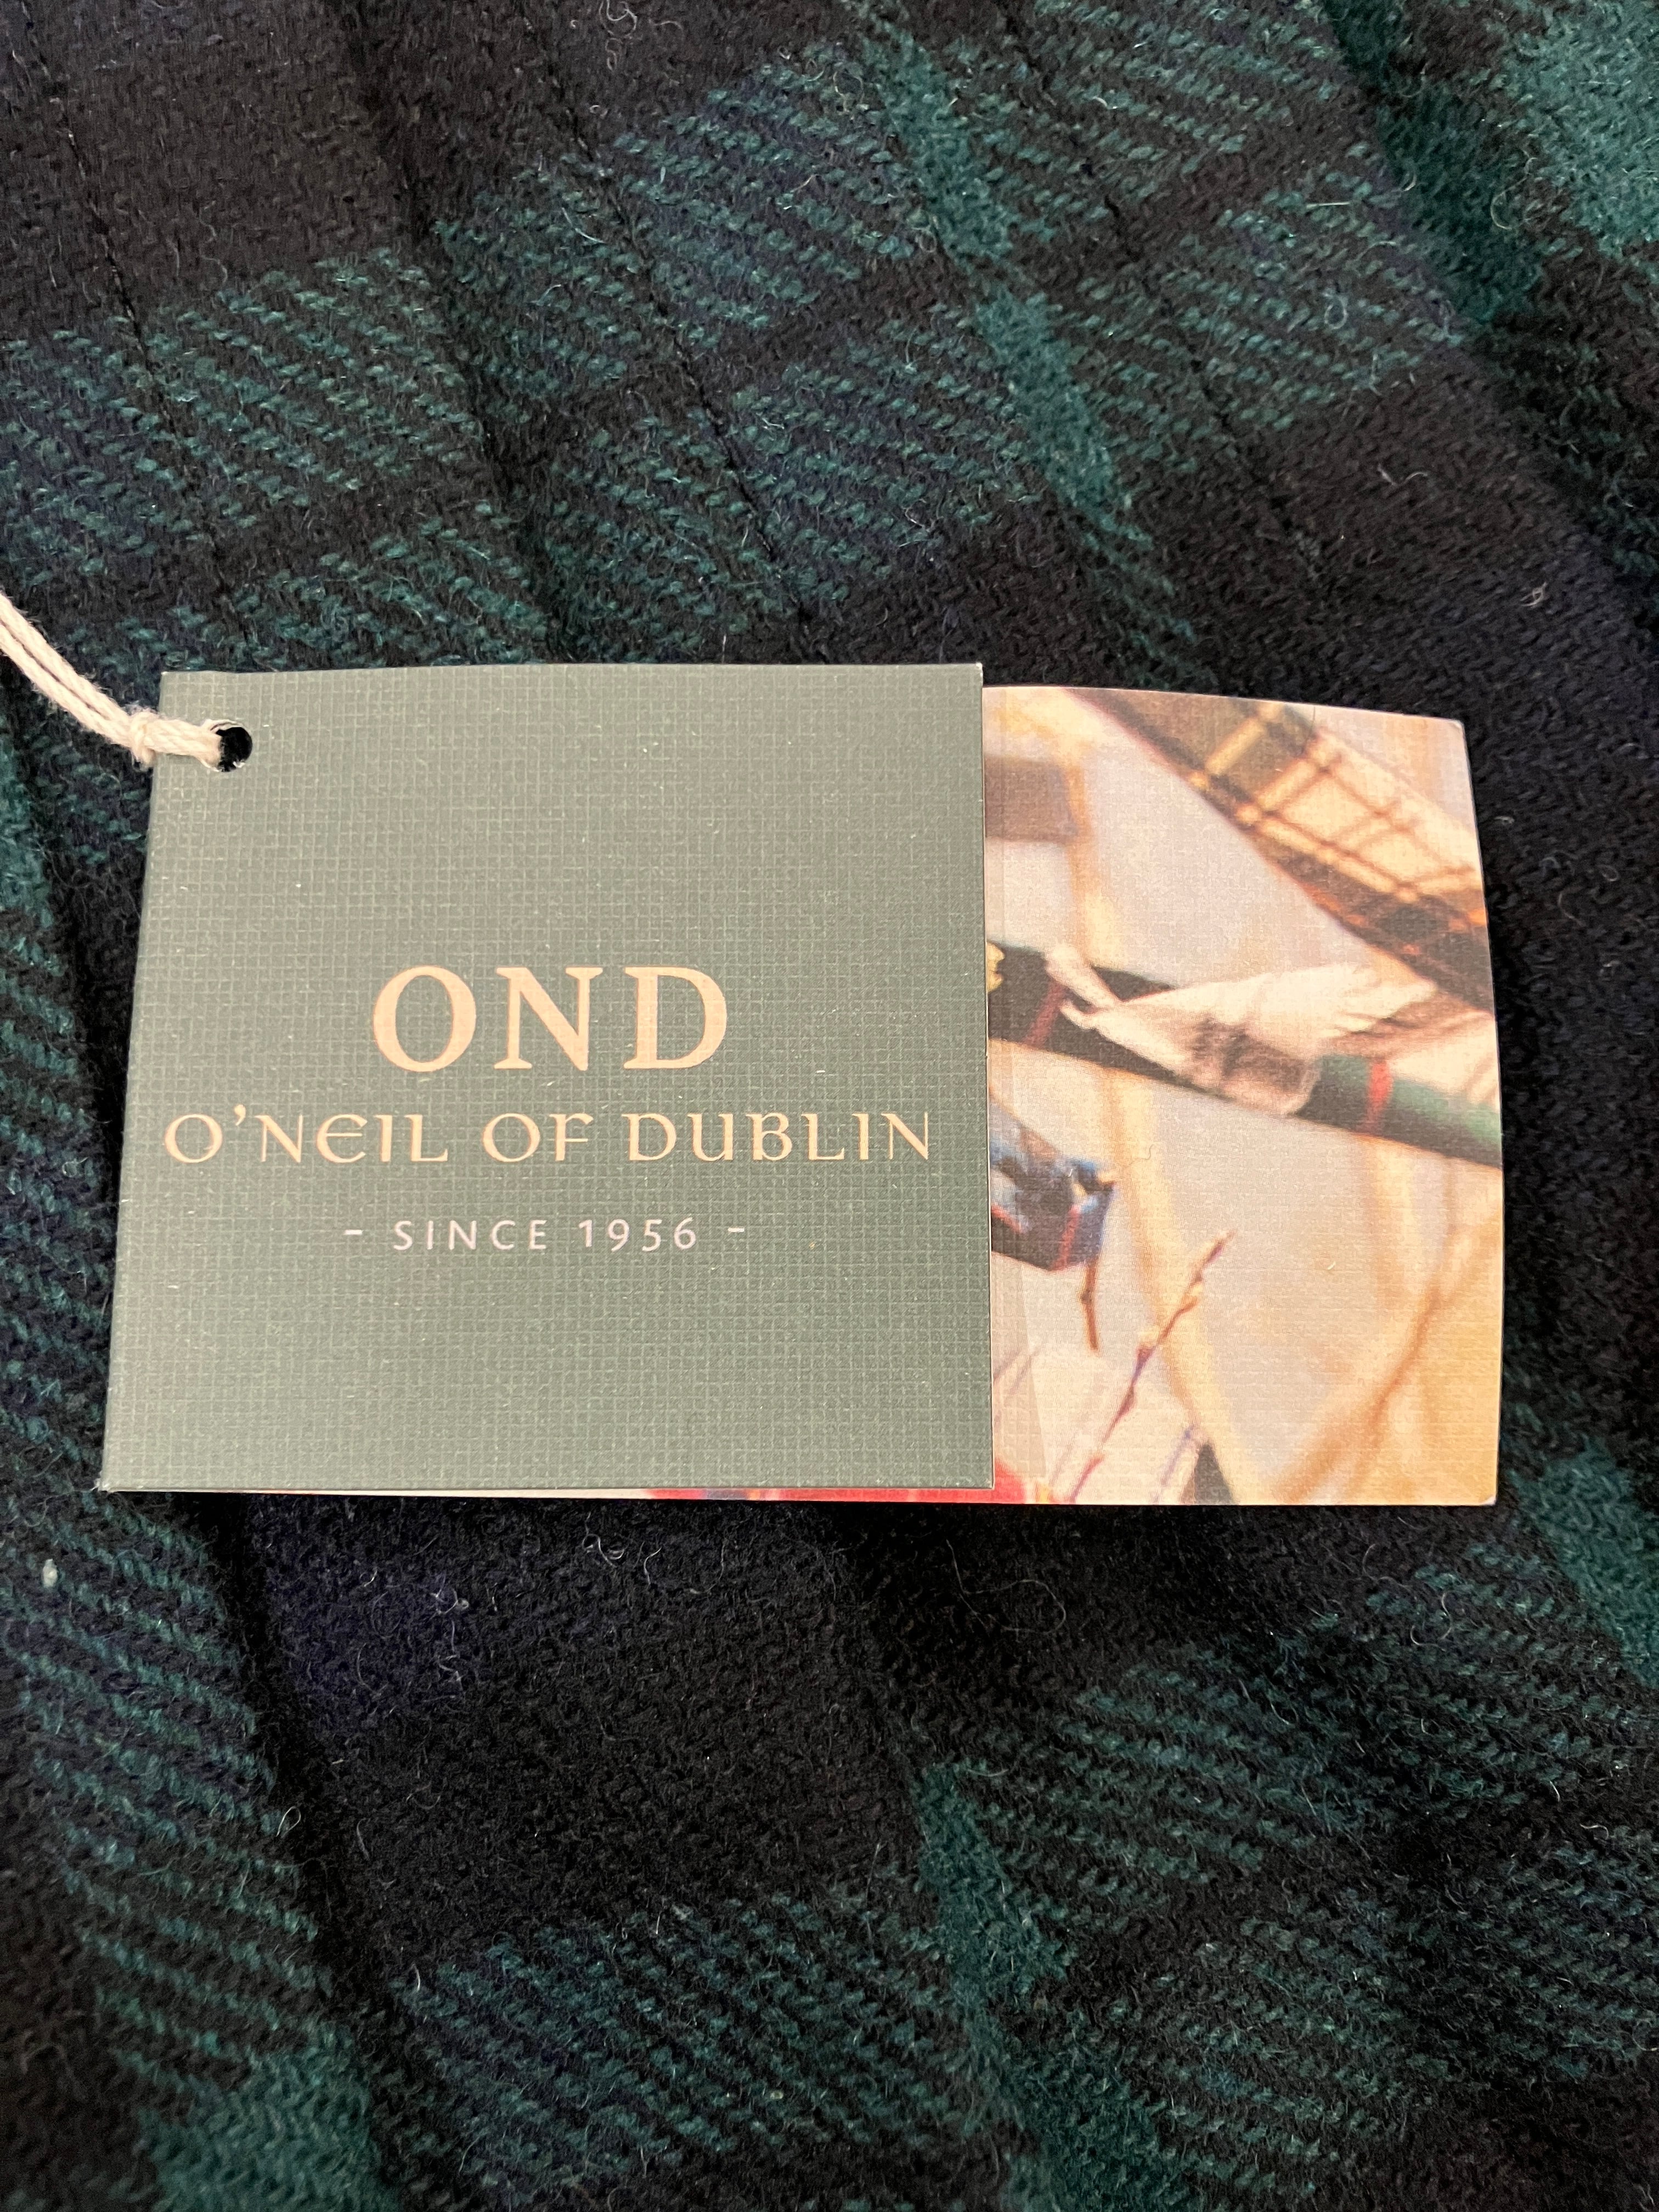 OND
O'NEIL OF DUBLIN
- SINCE 1956 -